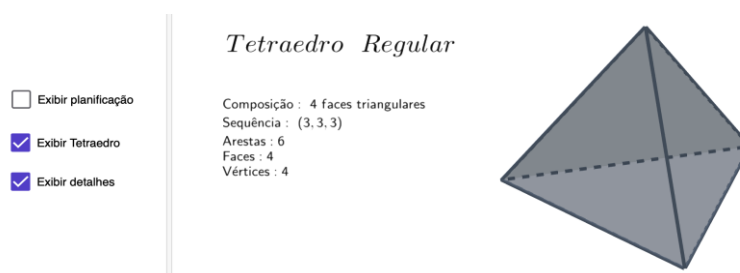 Exibir planificação
Exibir Tetraedro
Exibir detalhes
Tetraedro Regular
Composição : 4 faces triangulares
Sequência : (3, 3, 3)
Arestas : 6
Faces : 4
Vértices : 4